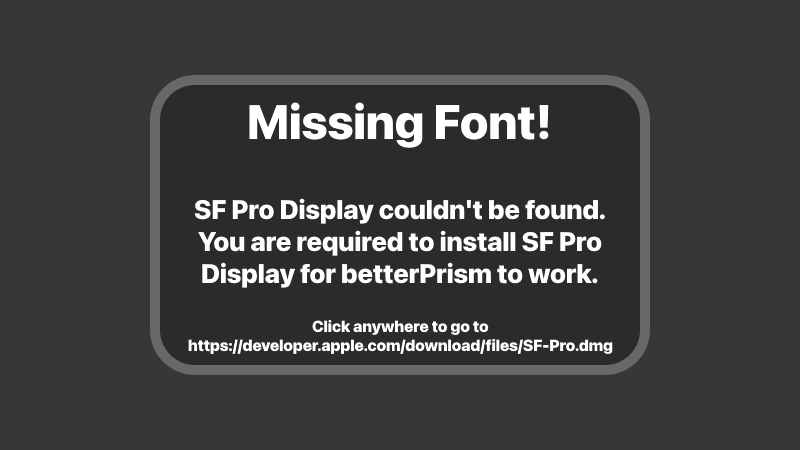 Missing Font!
SF Pro Display couldn't be found.
You are required to install SF Pro
Display for betterPrism to work.
Click anywhere to go to
https://developer.apple.com/download/files/SF-Pro.dmg